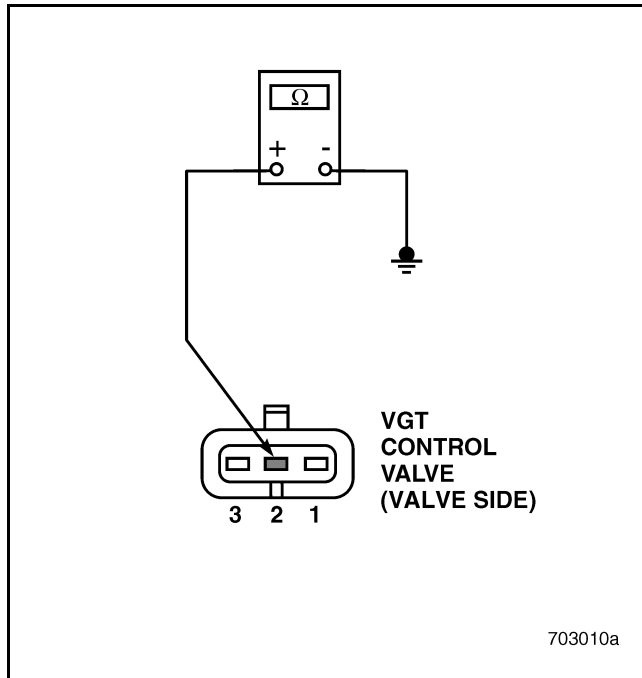 Ω
+ -
VGT
CONTROL
VALVE
(VALVE SIDE)
3 2 1
703010a